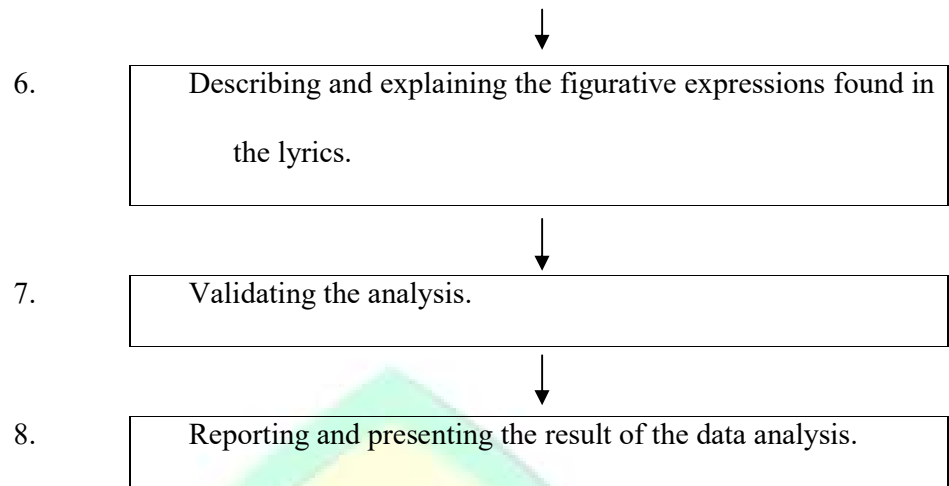 6. Describing and explaining the figurative expressions found in
the lyrics.
7. Validating the analysis.
8. Reporting and presenting the result of the data analysis.